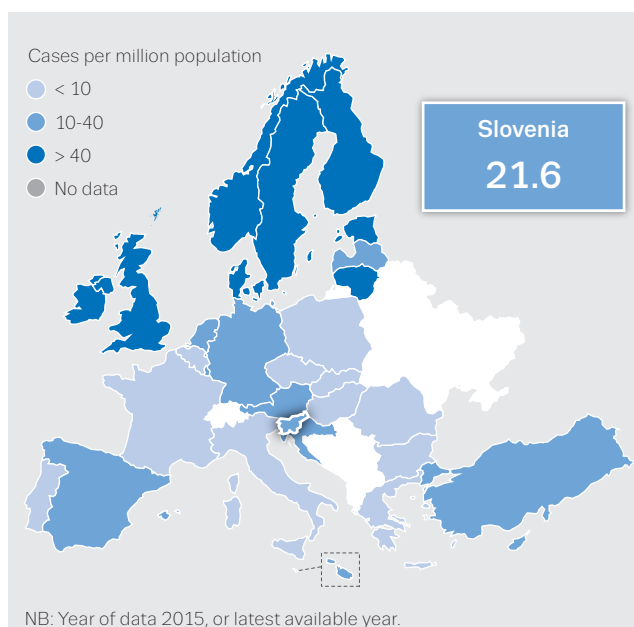 Cases per million population
< 10
10-40
> 40
No data
Slovenia
21.6
NB: Year of data 2015, or latest available year.